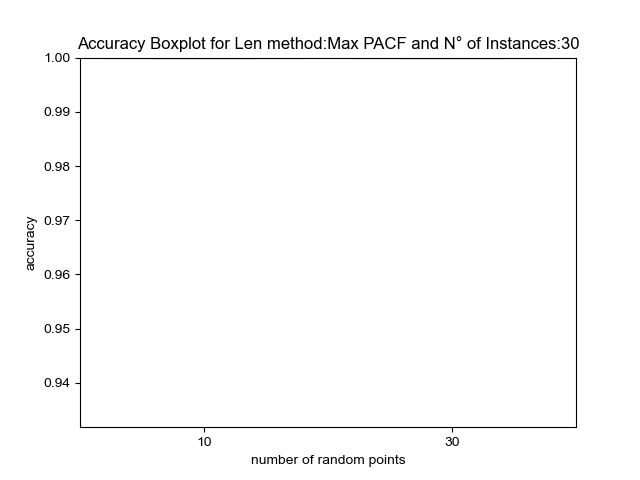 Accuracy Boxplot for Len method:Max PACF and N° of Instances:30
1.00
0.99
0.98
0.97
0.96
0.95
0.94
accuracy
10 30
number of random points